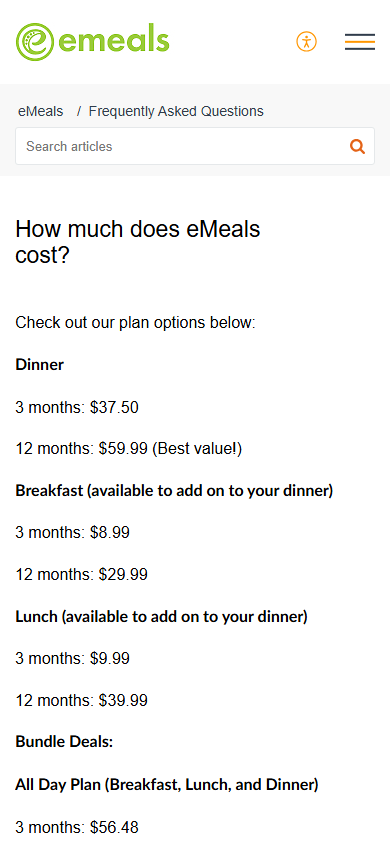 emeals
eMeals / Frequently Asked Questions
Search articles
How much does eMeals
cost?
Check out our plan options below:
Dinner
3 months: $37.50
12 months: $59.99 (Best value!)
Breakfast (available to add on to your dinner)
3 months: $8.99
12 months: $29.99
Lunch (available to add on to your dinner)
3 months: $9.99
12 months: $39.99
Bundle Deals:
All Day Plan (Breakfast, Lunch, and Dinner)
3 months: $56.48